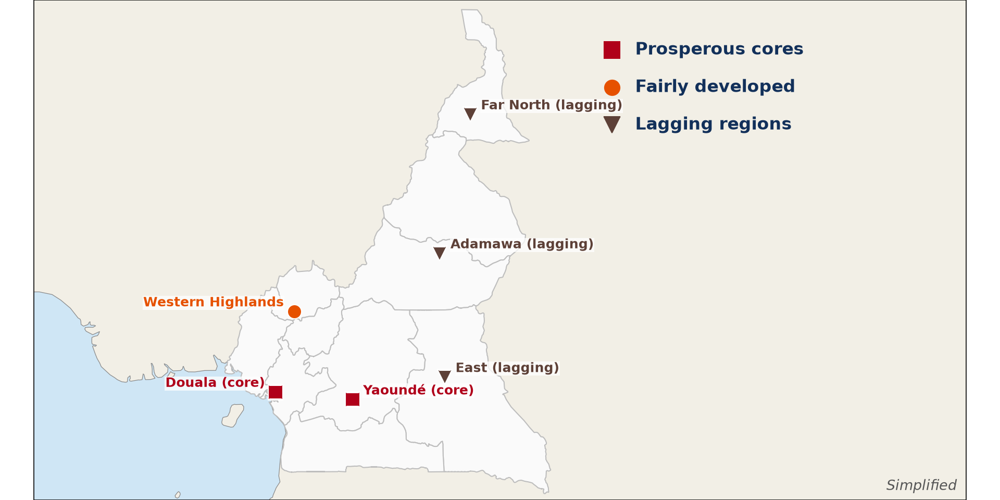 Prosperous cores
Fairly developed
Far North (lagging)
Lagging regions
Adamawa (lagging)
Western Highlands
East (lagging)
Douala (core)
Yaoundé (core)
Simplified